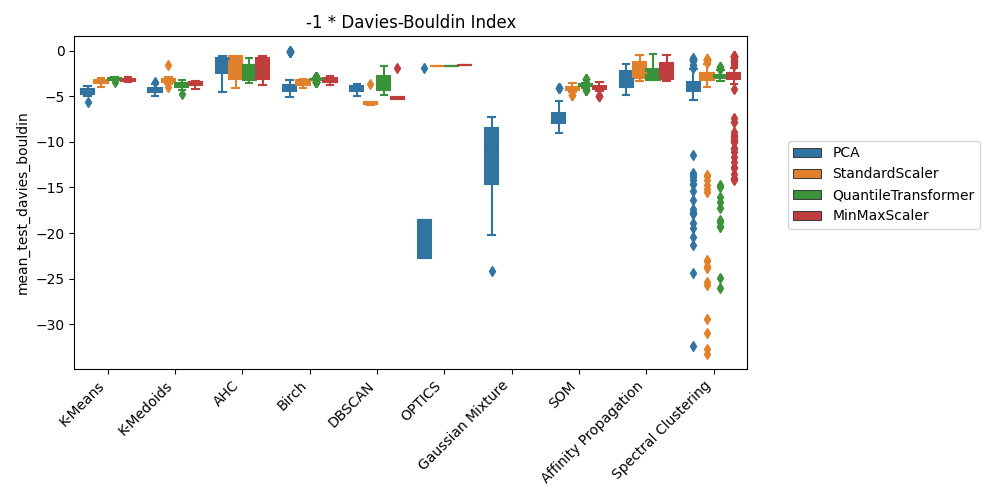 -1 * Davies-Bouldin Index
mean_test_davies_bouldin
0
−5
−10
−15
−20
−25
−30
K-Means
K-Medoids
AHC
Birch
DBSCAN
OPTICS
Gaussian Mixture
SOM
Affinity Propagation
Spectral Clustering
PCA
StandardScaler
QuantileTransformer
MinMaxScaler